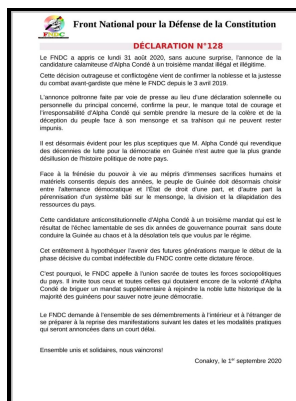 FNDC
Front National pour la Défense de la Constitution
DÉCLARATION N°128
Le FNDC a appris ce lundi 31 août 2020, sans aucune surprise, l'annonce de la
candidature calamiteuse d'Alpha Condé à un troisième mandat illégal et illégitime.
Cette décision outrageuse et conflictogène vient de confirmer la noblesse et la justesse
du combat avant-gardiste que mène le FNDC depuis le 3 avril 2019.
L'annonce poltronne faite par voie de presse au lieu d'une déclaration solennelle ou
personnelle du principal concerné, confirme la peur, le manque total de courage et
l'irresponsabilité d'Alpha Condé qui semble prendre la mesure de la colère et de la
déception du peuple face à son mensonge et sa trahison qui ne peuvent rester
impunis.
Il est désormais évident pour les plus sceptiques que M. Alpha Condé qui revendique
des décennies de lutte pour la démocratie en Guinée n'est autre que la plus grande
désillusion de l'histoire politique de notre pays.
Face à la frénésie du pouvoir à vie au mépris d'immenses sacrifices humains et
matériels consentis depuis des années, le peuple de Guinée doit désormais choisir
entre l'alternance démocratique et l'État de droit d'une part, et d'autre part la
pérennisation d'un système bâti sur le mensonge, la division et la dilapidation des
ressources du pays.
Cette candidature anticonstitutionnelle d'Alpha Condé à un troisième mandat qui est le
résultat de l'échec lamentable de ses dix années de gouvernance pourrait sans doute
conduire la Guinée au chaos et à la désolation tels que voulus par le régime.
Cet entêtement à hypothéquer l'avenir des futures générations marque le début de la
phase décisive du combat indéfectible du FNDC contre cette dictature féroce.
C'est pourquoi, le FNDC appelle à l'union sacrée de toutes les forces sociopolitiques
du pays. Il invite tous ceux et toutes celles qui doutaient encore de la volonté d'Alpha
Condé de briguer un mandat supplémentaire à rejoindre la noble lutte historique de la
majorité des guinéens pour sauver notre jeune démocratie.
Le FNDC demande à l'ensemble de ses démembrements à l'intérieur et à l'étranger de
se préparer à la reprise des manifestations suivant les dates et les modalités pratiques
qui seront annoncées dans un court délai.
Ensemble unis et solidaires, nous vaincrons!
Conakry, le 1er septembre 2020